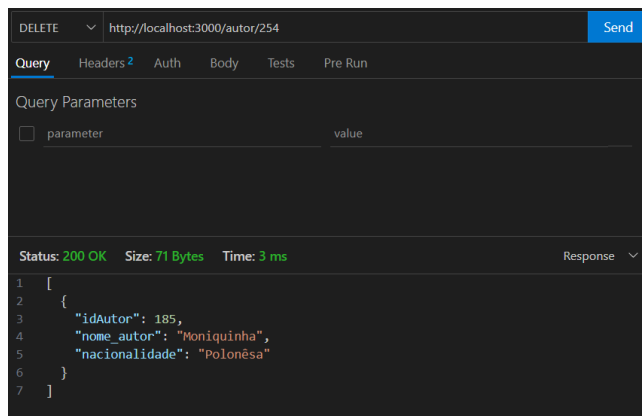 DELETE http://localhost:3000/autor/254 Send
Query Headers 2 Auth Body Tests Pre Run
Query Parameters
parameter value
Status: 200 OK Size: 71 Bytes Time: 3 ms Response
1 [
2 {
3 "idAutor": 185,
4 "nome_autor": "Moniquinha",
5 "nacionalidade": "Polonêsa"
6 }
7 ]